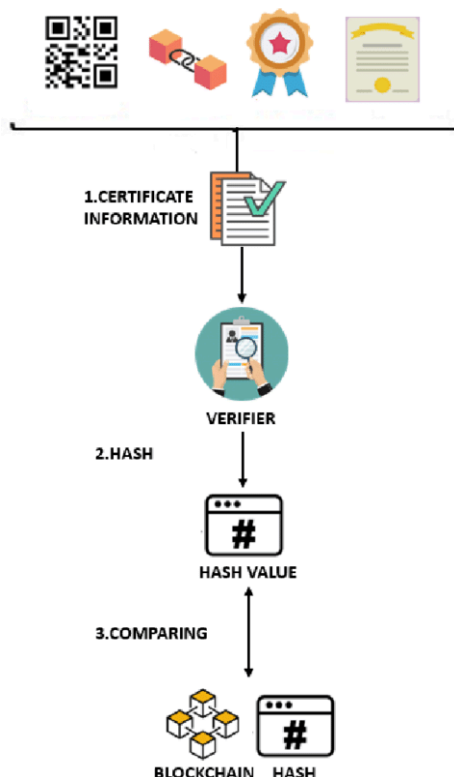 1.CERTIFICATE
INFORMATION
VERIFIER
2.HASH
#
HASH VALUE
3.COMPARING
#
BLOCKCHAIN HASH